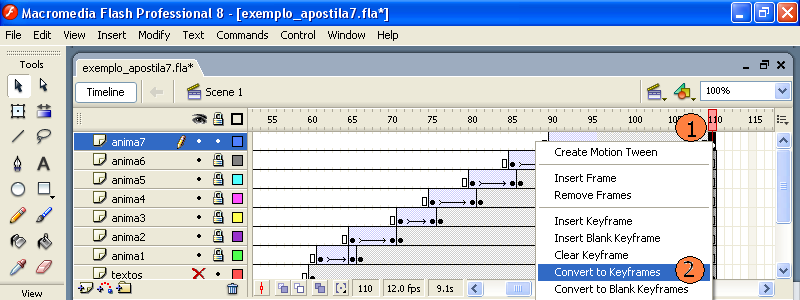 Macromedia Flash Professional 8 - [exemplo_apostila7.fla*]
File Edit View Insert Modify Text Commands Control Window Help
Tools
exemplo_apostila7.fla*
Timeline Scene 1 100%
55 60 65 70 75 80 85 90 95 100 105 110 115
1
anima7
anima6
anima5
anima4
anima3
anima2
anima1
textos
Create Motion Tween
Insert Frame
Remove Frames
Insert Keyframe
Insert Blank Keyframe
Clear Keyframe
Convert to Keyframes 2
Convert to Blank Keyframes
View
110 12.0 fps 9.1s